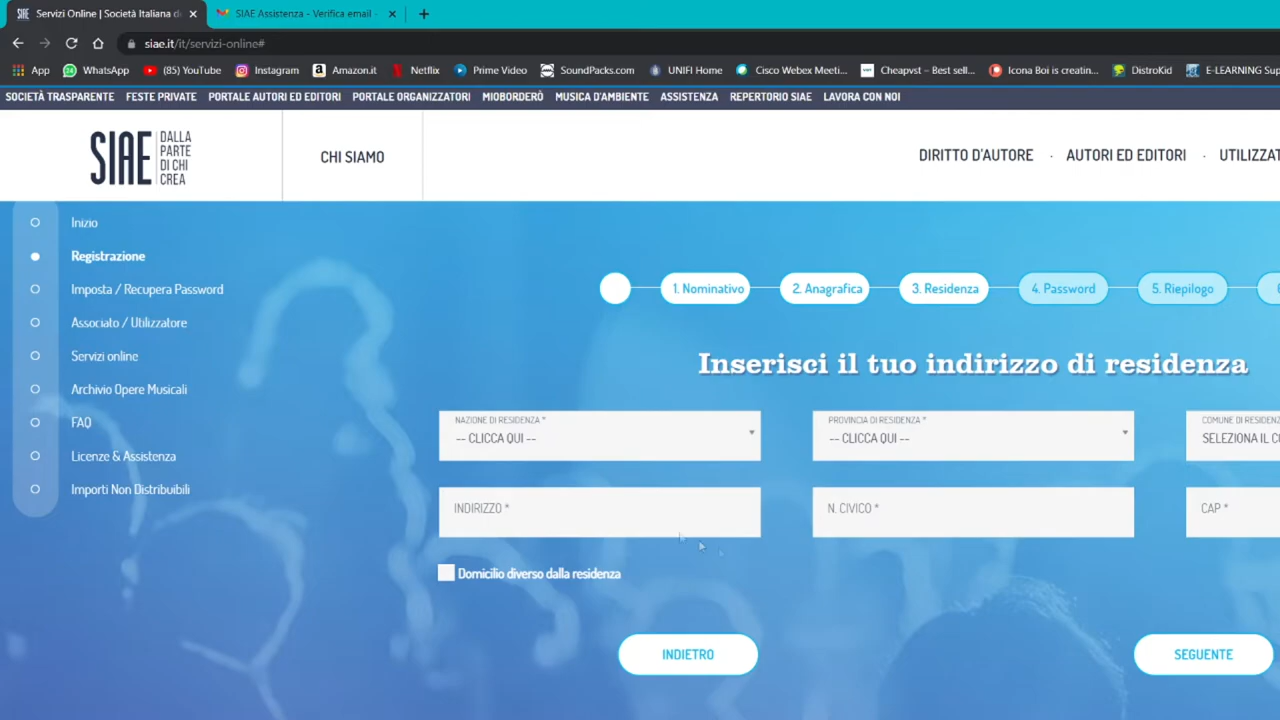 Servizi Online | Società Italiana d
SIAE Assistenza - Verifica email -
siae.it/it/servizi-online#
App WhatsApp (85) YouTube Instagram Amazon.it Netflix Prime Video SoundPacks.com UNIFI Home Cisco Webex Meeti... Cheapvst – Best sell... Icona Boi is creatin... DistroKid E-LEARNING Sup
SOCIETÀ TRASPARENTE FESTE PRIVATE PORTALE AUTORI ED EDITORI PORTALE ORGANIZZATORI MIOBORDERÒ MUSICA D'AMBIENTE ASSISTENZA REPERTORIO SIAE LAVORA CON NOI
SIAE
DALLA
PARTE
DI CHI
CREA
CHI SIAMO
DIRITTO D'AUTORE · AUTORI ED EDITORI · UTILIZZAT
Inizio
Registrazione
Imposta / Recupera Password
Associato / Utilizzatore
Servizi online
Archivio Opere Musicali
FAQ
Licenze & Assistenza
Importi Non Distribuibili
1. Nominativo 2. Anagrafica 3. Residenza 4. Password 5. Riepilogo 6
Inserisci il tuo indirizzo di residenza
NAZIONE DI RESIDENZA *
-- CLICCA QUI --
PROVINCIA DI RESIDENZA *
-- CLICCA QUI --
COMUNE DI RESIDENZ
SELEZIONA IL CO
INDIRIZZO *
N. CIVICO *
CAP *
Domicilio diverso dalla residenza
INDIETRO
SEGUENTE